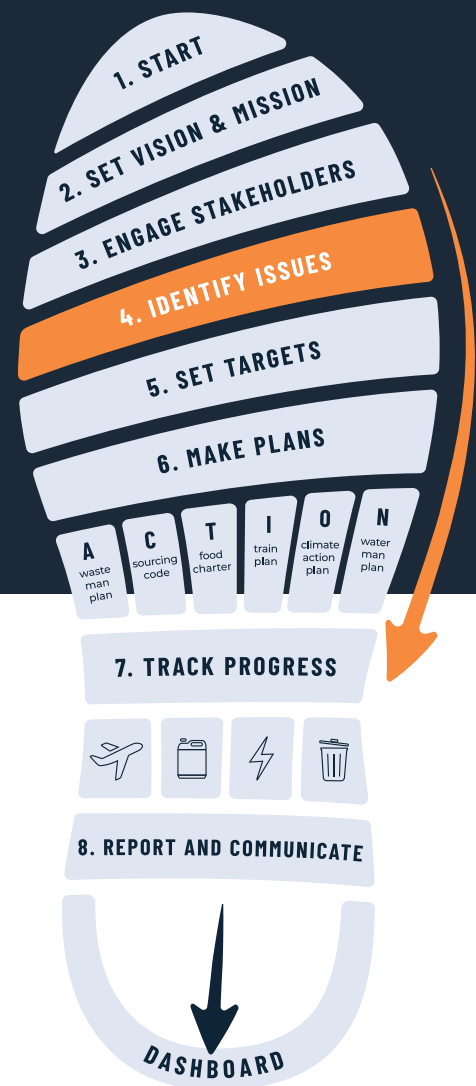 1. START
2. SET VISION & MISSION
3. ENGAGE STAKEHOLDERS
4. IDENTIFY ISSUES
5. SET TARGETS
6. MAKE PLANS
A
waste
man
plan
C
sourcing
code
T
food
charter
I
train
plan
O
climate
action
plan
N
water
man
plan
7. TRACK PROGRESS
8. REPORT AND COMMUNICATE
DASHBOARD